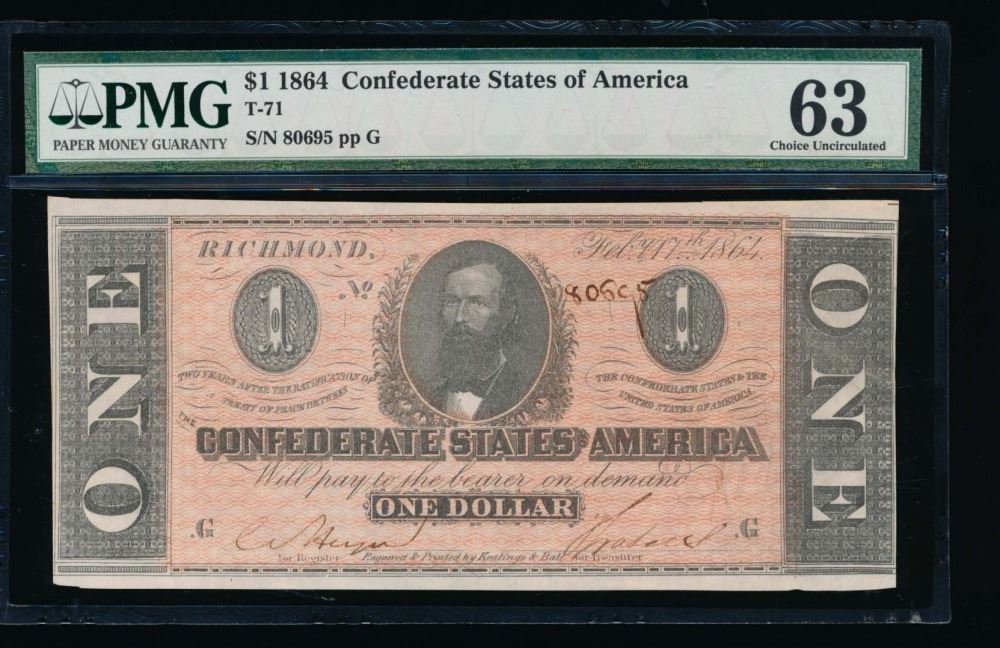 PMG
PAPER MONEY GUARANTY
$1 1864 Confederate States of America
T-71
S/N 80695 pp G
63
Choice Uncirculated
RICHMOND,
Feb.y 17th 1864.
No 80695
1
1
ONE
ONE
TWO YEARS AFTER THE RATIFICATION OF
A TREATY OF PEACE BETWEEN
THE CONFEDERATE STATES & THE
UNITED STATES OF AMERICA,
THE
CONFEDERATE STATES OF AMERICA
Will pay to the bearer on demand
ONE DOLLAR
.G
.G
for Register
Engraved & Printed by Keatinge & Ball
for Treasurer